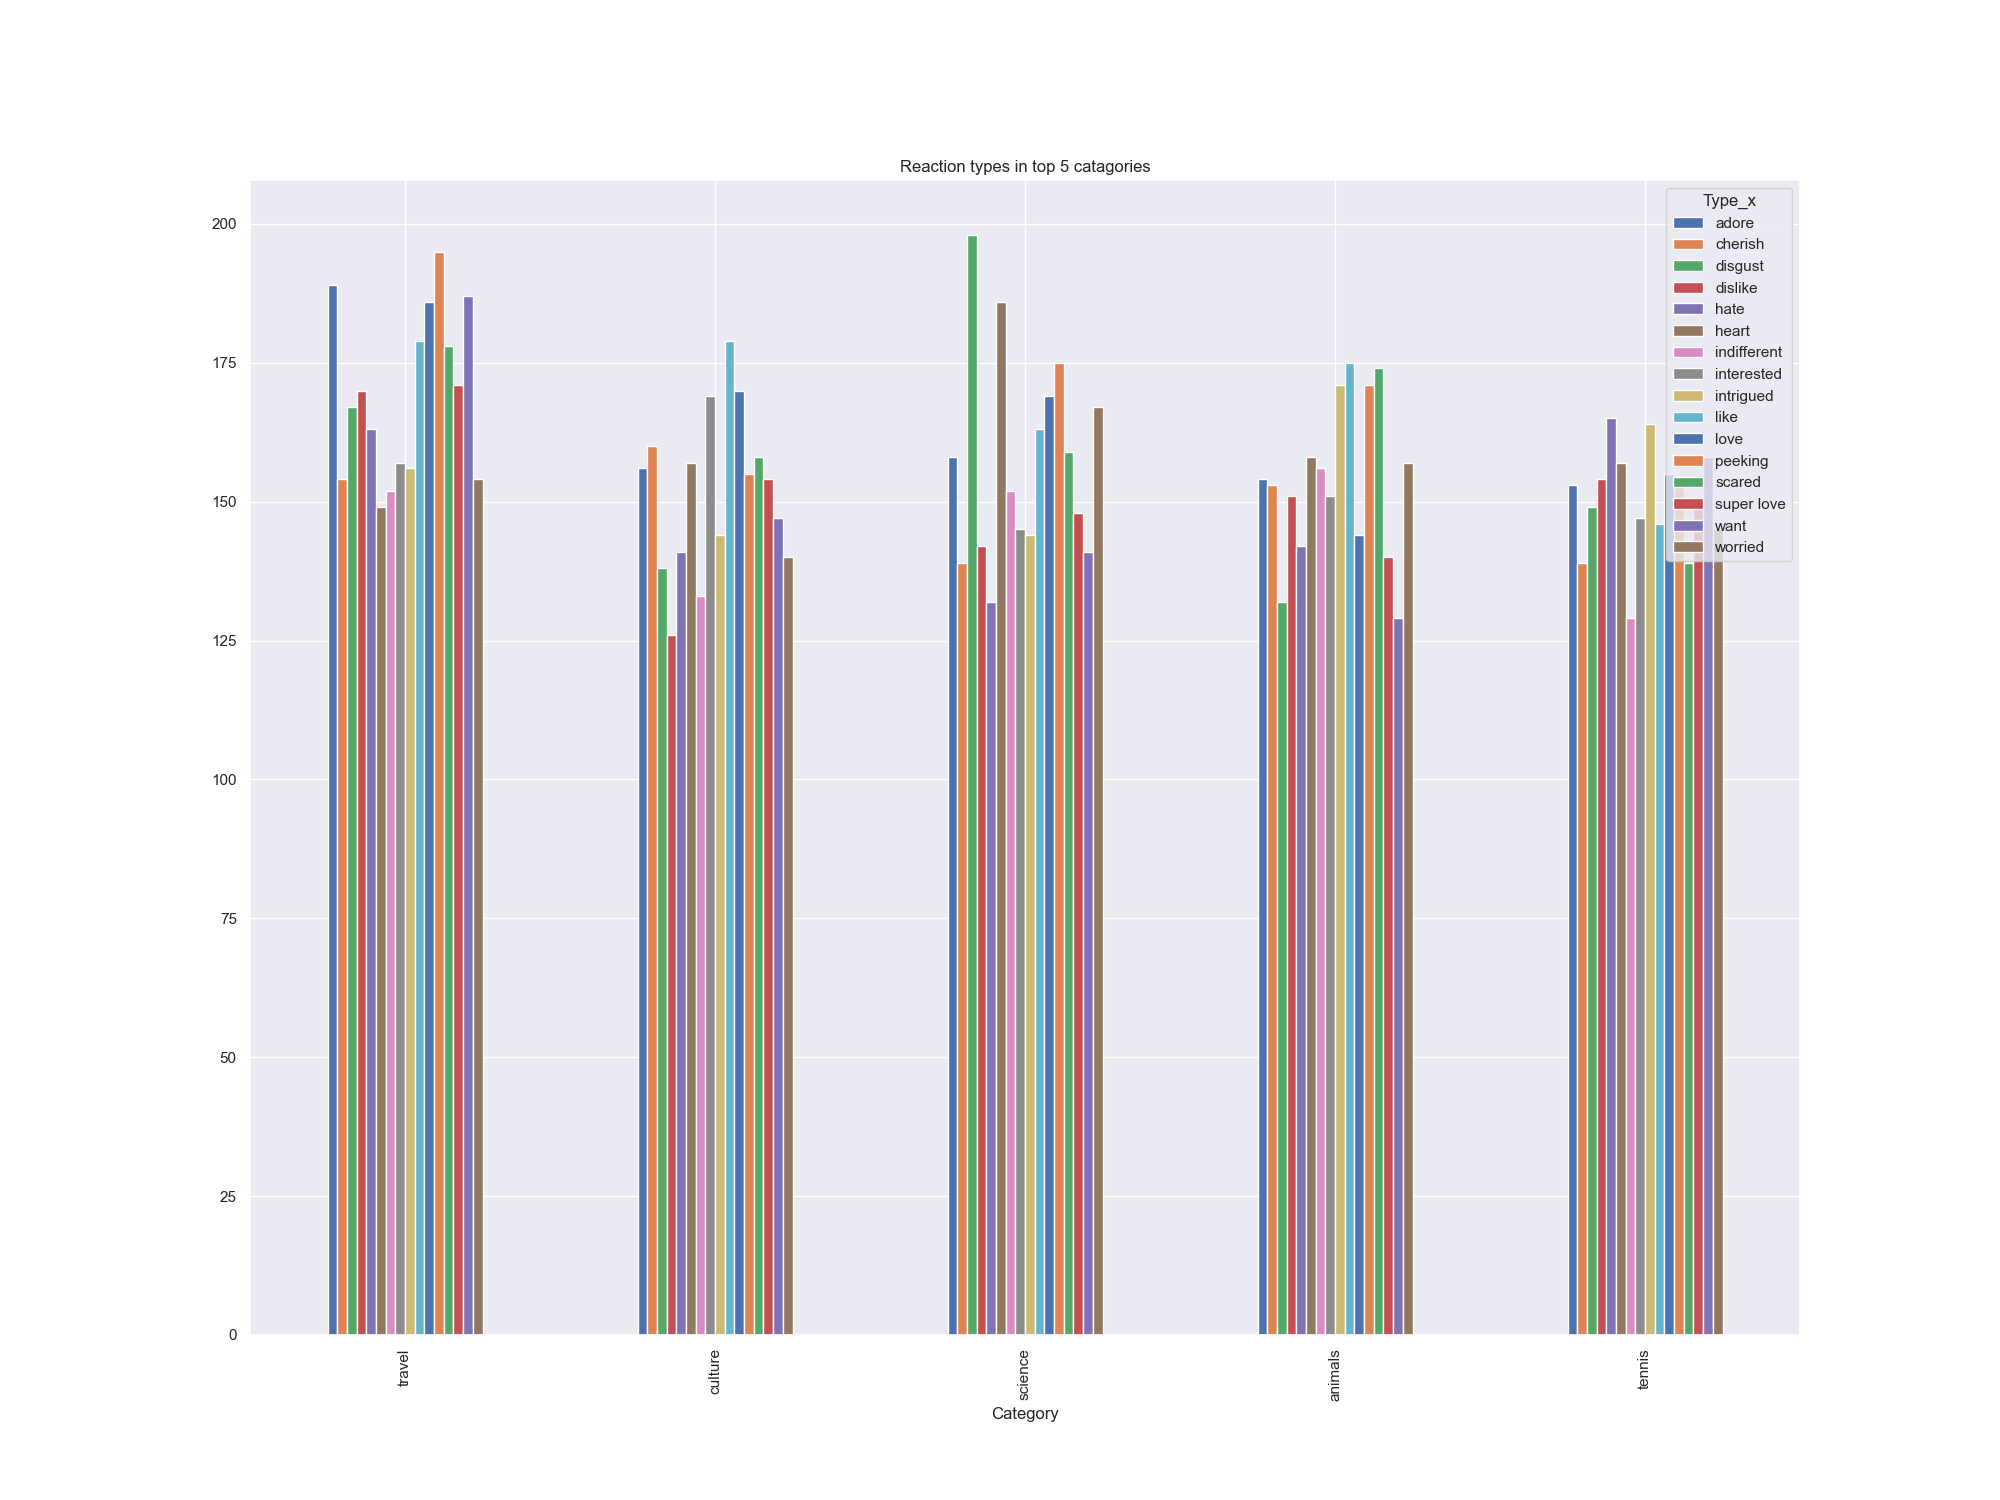 Reaction types in top 5 catagories
Type_x
adore
cherish
disgust
dislike
hate
heart
indifferent
interested
intrigued
like
love
peeking
scared
super love
want
worried
200
175
150
125
100
75
50
25
0
travel
culture
science
animals
tennis
Category